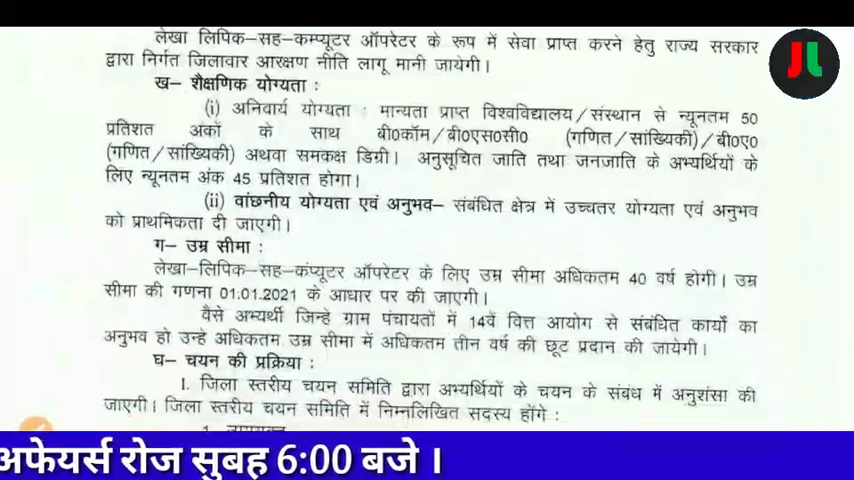 लेखा लिपिक-सह-कम्प्यूटर ऑपरेटर के रूप में सेवा प्राप्त करने हेतु राज्य सरकार
द्वारा निर्गत जिलावार आरक्षण नीति लागू मानी जायेगी।
ख- शैक्षणिक योग्यता :
(i) अनिवार्य योग्यता : मान्यता प्राप्त विश्वविद्यालय/संस्थान से न्यूनतम 50
प्रतिशत अंकों के साथ बी0कॉम/बी0एस0सी0 (गणित/सांख्यिकी)/बी0ए0
(गणित/सांख्यिकी) अथवा समकक्ष डिग्री। अनुसूचित जाति तथा जनजाति के अभ्यर्थियों के
लिए न्यूनतम अंक 45 प्रतिशत होगा।
(ii) वांछनीय योग्यता एवं अनुभव- संबंधित क्षेत्र में उच्चतर योग्यता एवं अनुभव
को प्राथमिकता दी जाएगी।
ग- उम्र सीमा :
लेखा-लिपिक-सह-कंप्यूटर ऑपरेटर के लिए उम्र सीमा अधिकतम 40 वर्ष होगी। उम्र
सीमा की गणना 01.01.2021 के आधार पर की जाएगी।
वैसे अभ्यर्थी जिन्हे ग्राम पंचायतों में 14वें वित्त आयोग से संबंधित कार्यों का
अनुभव हो उन्हे अधिकतम उम्र सीमा में अधिकतम तीन वर्ष की छूट प्रदान की जायेगी।
घ- चयन की प्रक्रिया :
I. जिला स्तरीय चयन समिति द्वारा अभ्यर्थियों के चयन के संबंध में अनुशंसा की
जाएगी। जिला स्तरीय चयन समिति में निम्नलिखित सदस्य होंगे :
अफेयर्स रोज सुबह 6:00 बजे ।